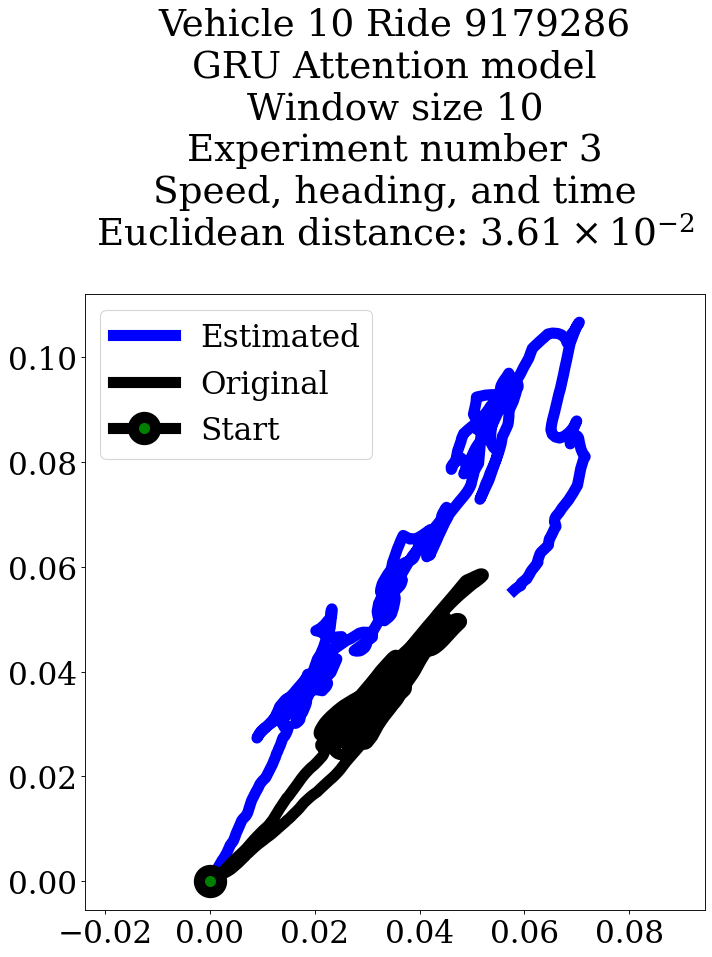 Vehicle 10 Ride 9179286
GRU Attention model
Window size 10
Experiment number 3
Speed, heading, and time
Euclidean distance: 3.61 × 10⁻²
Estimated
Original
Start
0.10
0.08
0.06
0.04
0.02
0.00
−0.02 0.00 0.02 0.04 0.06 0.08